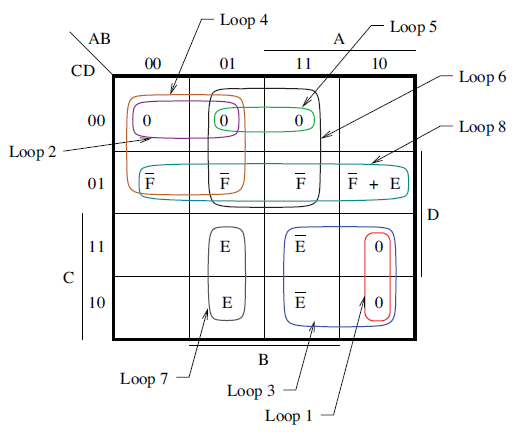 Loop 4
AB
A
Loop 5
CD
00
01
11
10
Loop 6
00
0
0
0
Loop 8
Loop 2
01
F̅
F̅
F̅
F̅ + E
D
11
E
E̅
0
C
10
E
E̅
0
B
Loop 7
Loop 3
Loop 1